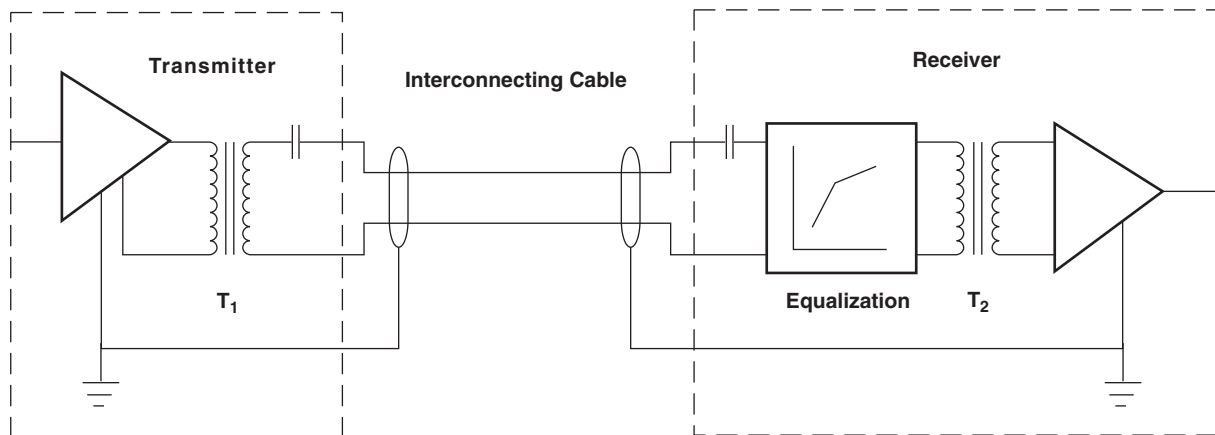 Transmitter
Interconnecting Cable
Receiver
T1
Equalization
T2